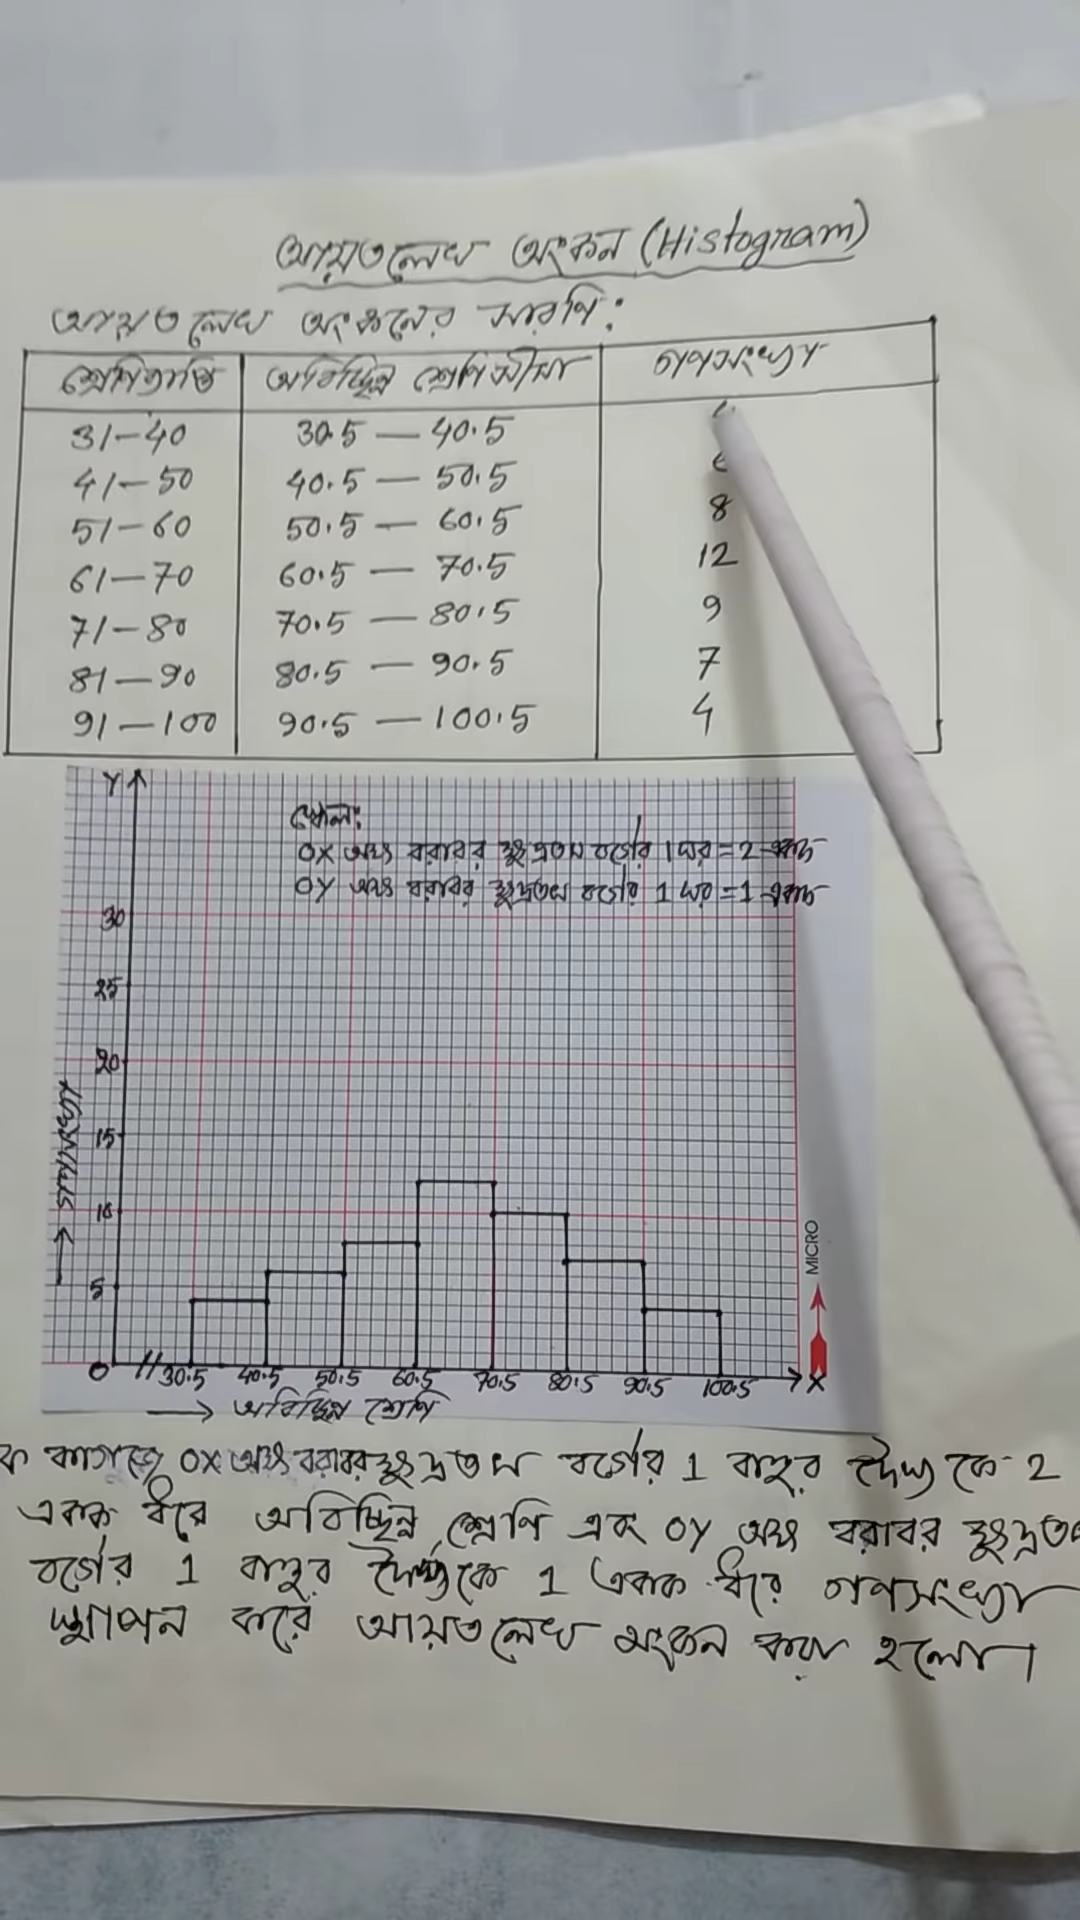 আয়তলেখ অংকন (Histogram)
আয়তলেখ অংকনের সারণি:
শ্রেণিব্যাপ্তি অবিচ্ছিন্ন শ্রেণিসীমা গণসংখ্যা
31-40 30.5 — 40.5
41-50 40.5 — 50.5
51-60 50.5 — 60.5 8
61-70 60.5 — 70.5 12
71-80 70.5 — 80.5 9
81-90 80.5 — 90.5 7
91-100 90.5 — 100.5 4
Y
স্কেল:
OX অক্ষ বরাবর ক্ষুদ্রতম বর্গের 1 ঘর = 2 একক
OY অক্ষ বরাবর ক্ষুদ্রতম বর্গের 1 ঘর = 1 একক
30
25
20
15
10
5
গণসংখ্যা
MICRO
0 30.5 40.5 50.5 60.5 70.5 80.5 90.5 100.5 X
অবিচ্ছিন্ন শ্রেণি
ক কাগজে OX অক্ষ বরাবর ক্ষুদ্রতম বর্গের 1 বাহুর দৈর্ঘ্যকে 2
একক ধরে অবিচ্ছিন্ন শ্রেণি এবং OY অক্ষ বরাবর ক্ষুদ্রতম
বর্গের 1 বাহুর দৈর্ঘ্যকে 1 একক ধরে গণসংখ্যা
স্থাপন করে আয়তলেখ অংকন করা হলো।